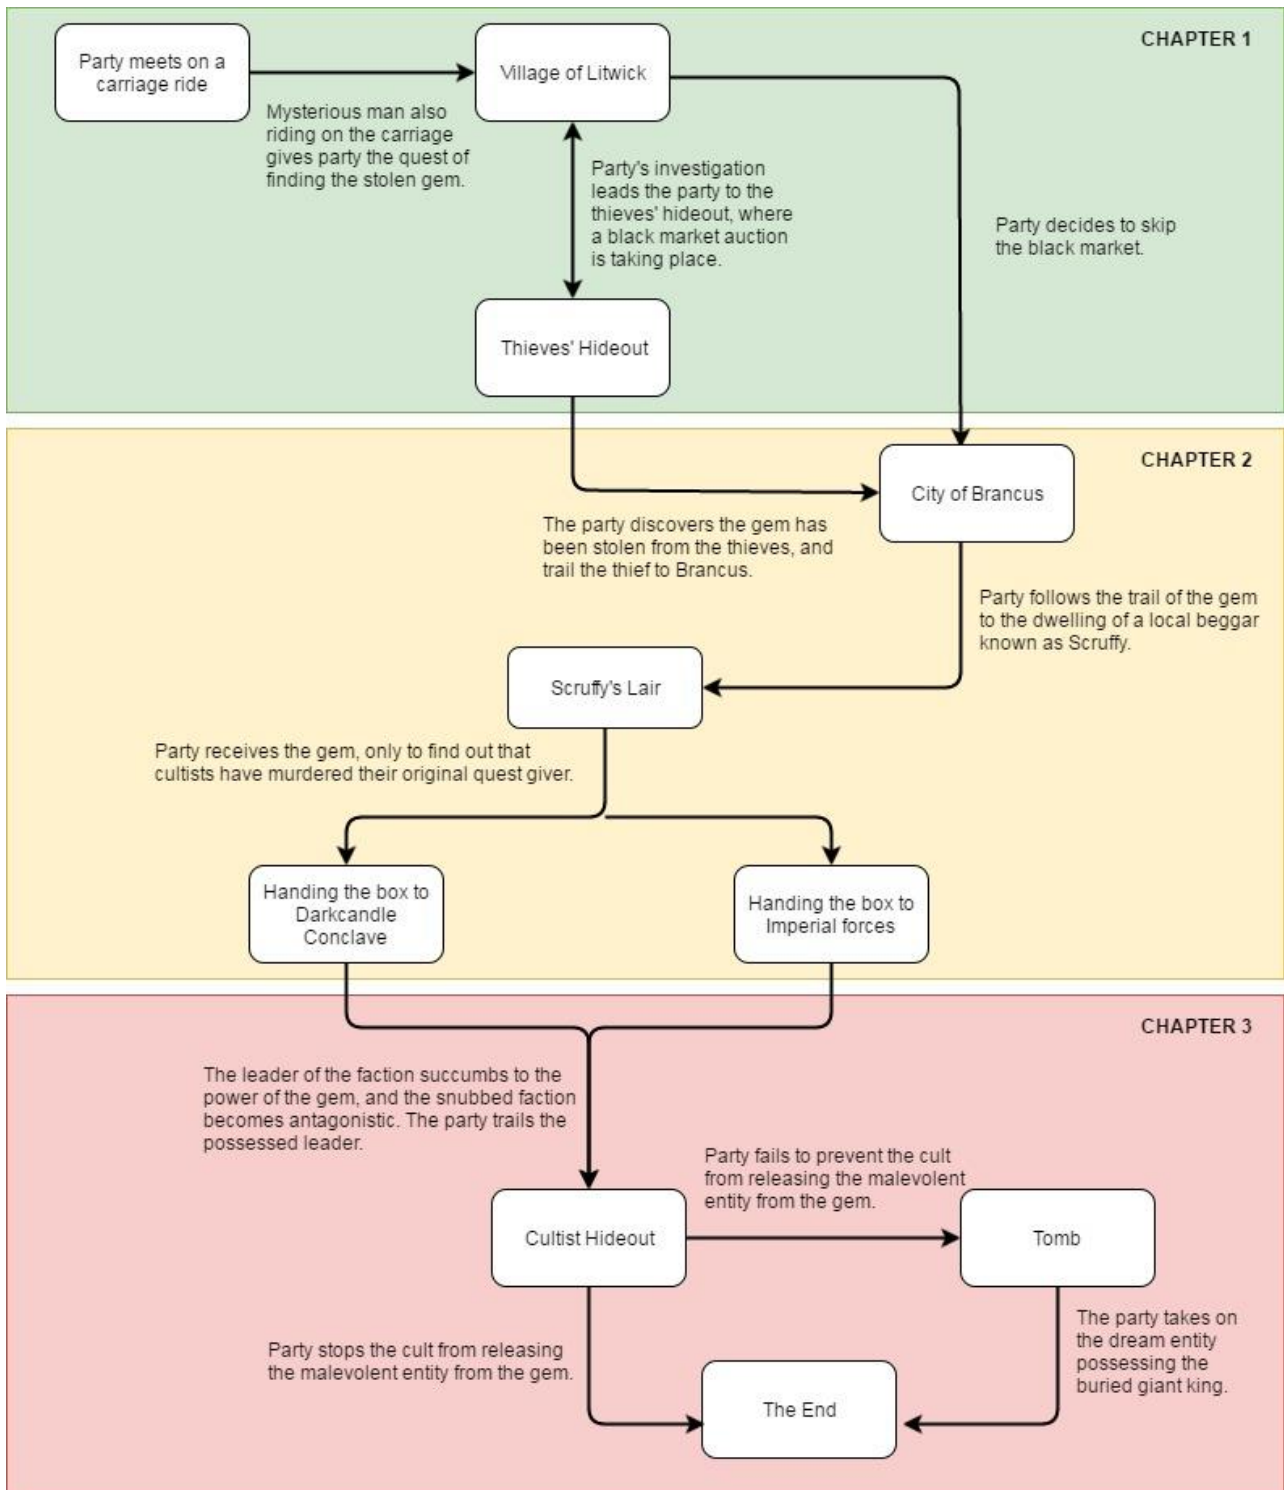 CHAPTER 1
Party meets on a
carriage ride
Village of Litwick
Mysterious man also
riding on the carriage
gives party the quest of
finding the stolen gem.
Party's investigation
leads the party to the
thieves' hideout, where
a black market auction
is taking place.
Party decides to skip
the black market.
Thieves' Hideout
CHAPTER 2
City of Brancus
The party discovers the gem has
been stolen from the thieves, and
trail the thief to Brancus.
Party follows the trail of the gem
to the dwelling of a local beggar
known as Scruffy.
Scruffy's Lair
Party receives the gem, only to find out that
cultists have murdered their original quest giver.
Handing the box to
Darkcandle
Conclave
Handing the box to
Imperial forces
CHAPTER 3
The leader of the faction succumbs to the
power of the gem, and the snubbed faction
becomes antagonistic. The party trails the
possessed leader.
Party fails to prevent the cult
from releasing the malevolent
entity from the gem.
Cultist Hideout
Tomb
Party stops the cult from releasing
the malevolent entity from the gem.
The party takes on
the dream entity
possessing the
buried giant king.
The End